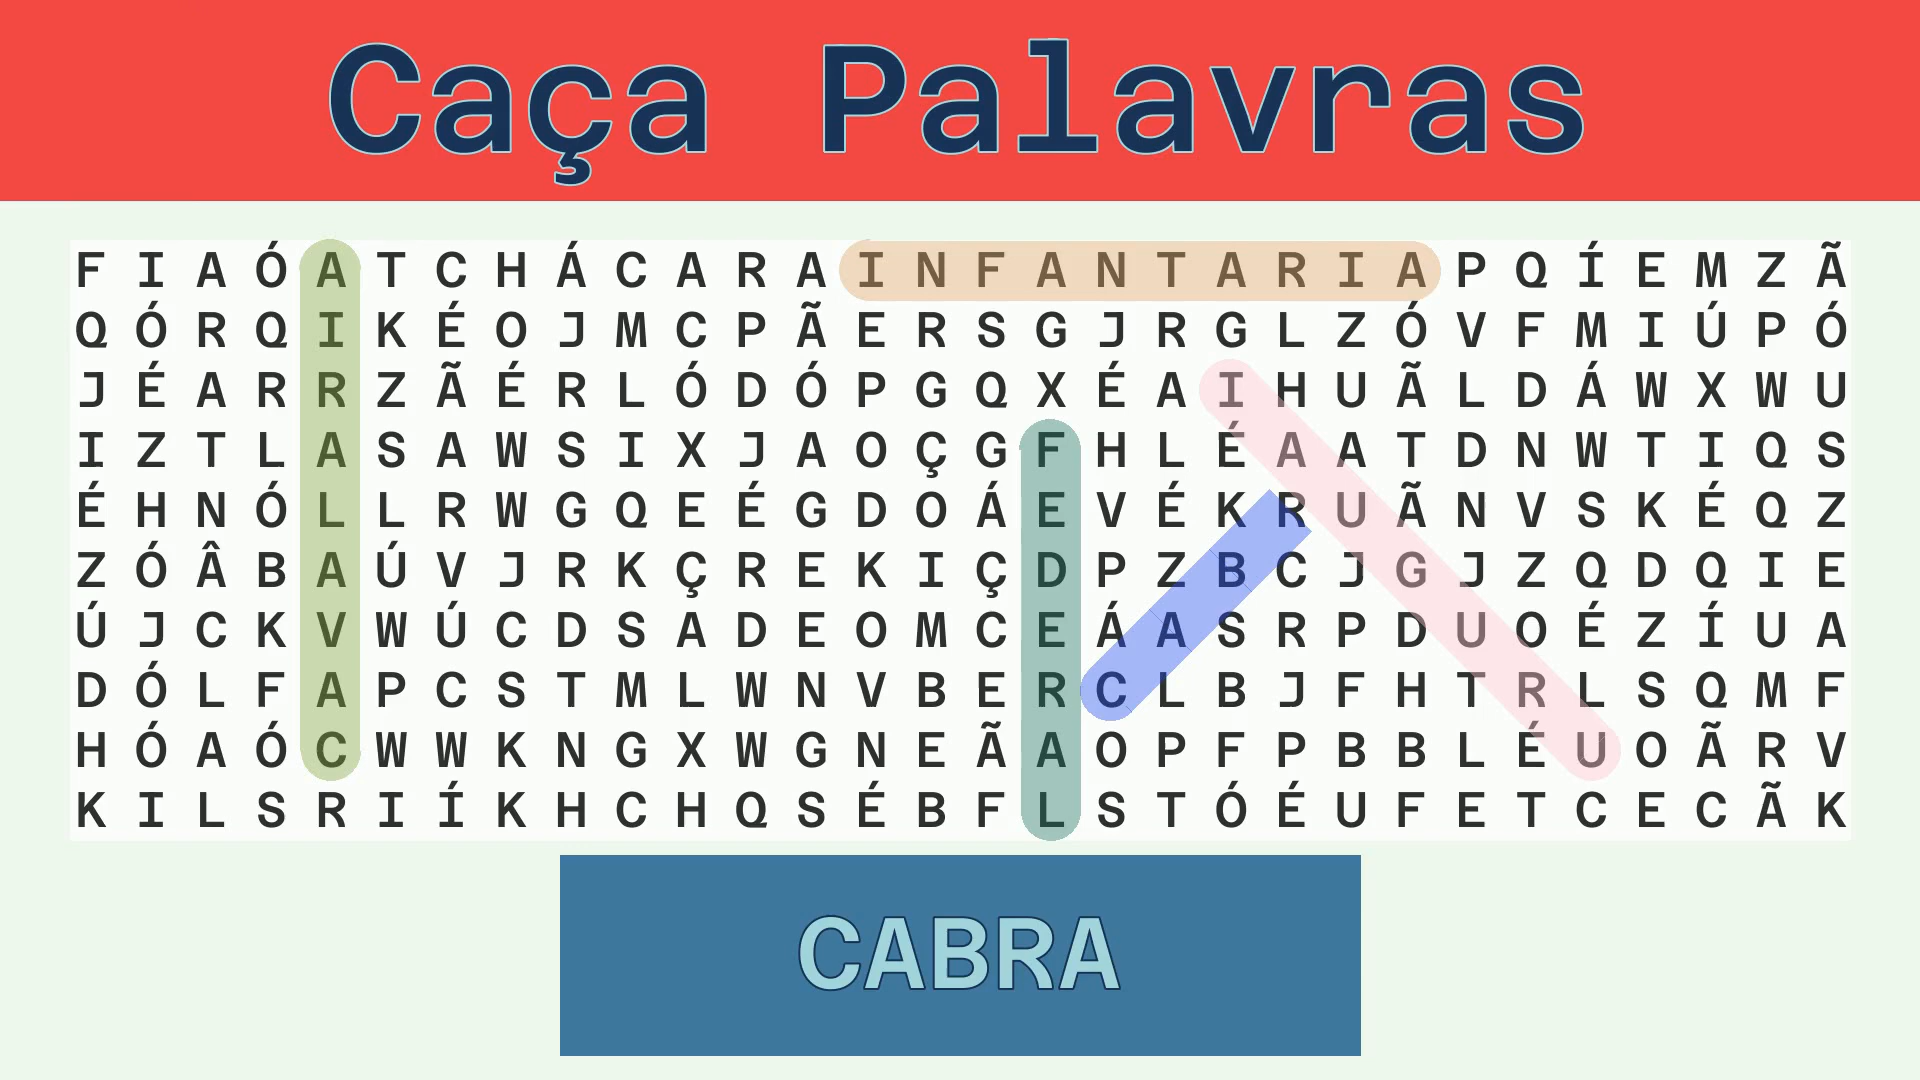 Caça Palavras
F I A Ó A T C H Á C A R A I N F A N T A R I A P Q Í E M Z Ã
Q Ó R Q I K É O J M C P Ã E R S G J R G L Z Ó V F M I Ú P Ó
J É A R R Z Ã É R L Ó D Ó P G Q X É A I H U Ã L D Á W X W U
I Z T L A S A W S I X J A O Ç G F H L É A A T D N W T I Q S
É H N Ó L L R W G Q E É G D O Á E V É K R U Ã N V S K É Q Z
Z Ó Â B A Ú V J R K Ç R E K I Ç D P Z B C J G J Z Q D Q I E
Ú J C K V W Ú C D S A D E O M C E Á A S R P D U O É Z Í U A
D Ó L F A P C S T M L W N V B E R C L B J F H T R L S Q M F
H Ó A Ó C W W K N G X W G N E Ã A O P F P B B L É U O Ã R V
K I L S R I Í K H C H Q S É B F L S T Ó É U F E T C E C Ã K
CABRA